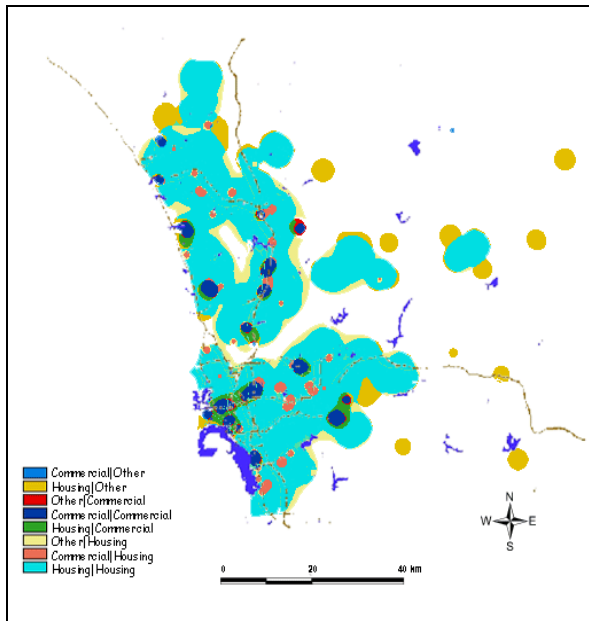 Commercial|Other
Housing|Other
Other|Commercial
Commercial|Commercial
Housing|Commercial
Other|Housing
Commercial|Housing
Housing|Housing
N
W E
S
0 20 40 km